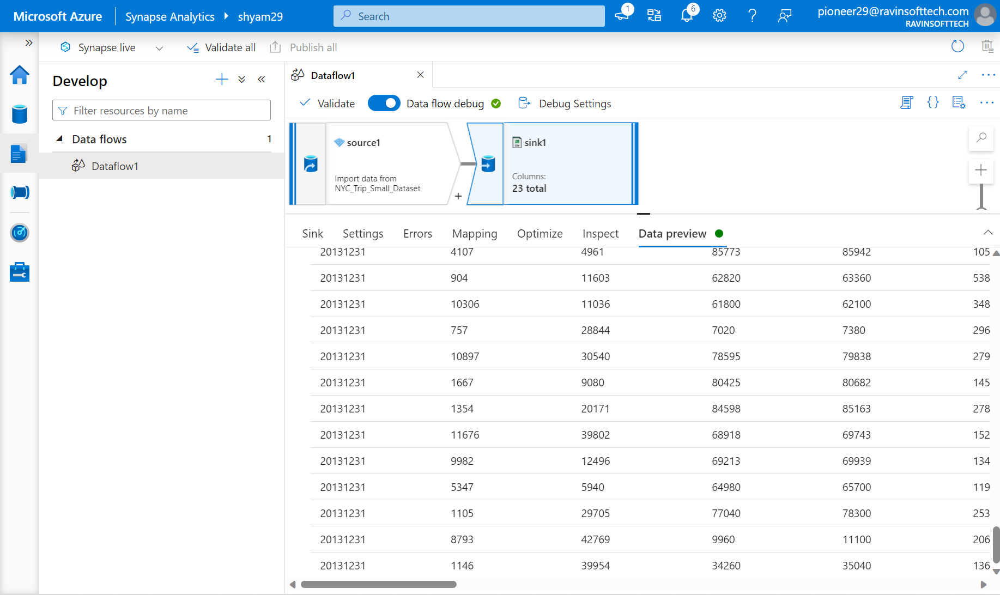 Microsoft Azure Synapse Analytics shyam29 Search 1 6 pioneer29@ravinsofttech.com
RAVINSOFTTECH
Synapse live Validate all Publish all
Develop
Filter resources by name
Data flows 1
Dataflow1
Dataflow1
Validate Data flow debug Debug Settings
source1
Import data from
NYC_Trip_Small_Dataset
+
sink1
Columns:
23 total
Sink Settings Errors Mapping Optimize Inspect Data preview
20131231 4107 4961 85773 85942 105
20131231 904 11603 62820 63360 538
20131231 10306 11036 61800 62100 348
20131231 757 28844 7020 7380 296
20131231 10897 30540 78595 79838 279
20131231 1667 9080 80425 80682 145
20131231 1354 20171 84598 85163 278
20131231 11676 39802 68918 69743 152
20131231 9982 12496 69213 69939 134
20131231 5347 5940 64980 65700 119
20131231 1105 29705 77040 78300 253
20131231 8793 42769 9960 11100 206
20131231 1146 39954 34260 35040 136